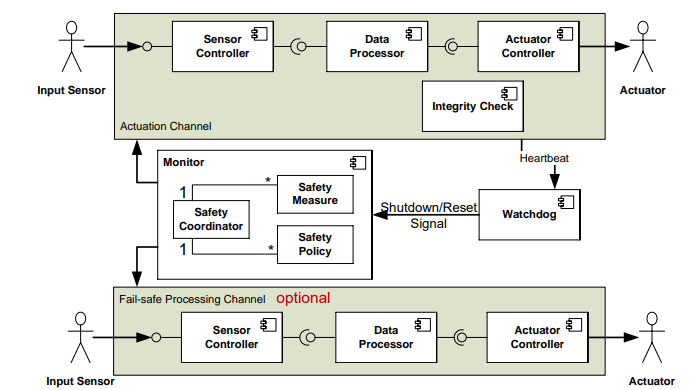 Sensor
Controller
Data
Processor
Actuator
Controller
Input Sensor
Actuator
Integrity Check
Actuation Channel
Heartbeat
Monitor
1
*
Safety
Measure
Safety
Coordinator
Shutdown/Reset
Signal
Watchdog
1
*
Safety
Policy
Fail-safe Processing Channel optional
Sensor
Controller
Data
Processor
Actuator
Controller
Input Sensor
Actuator